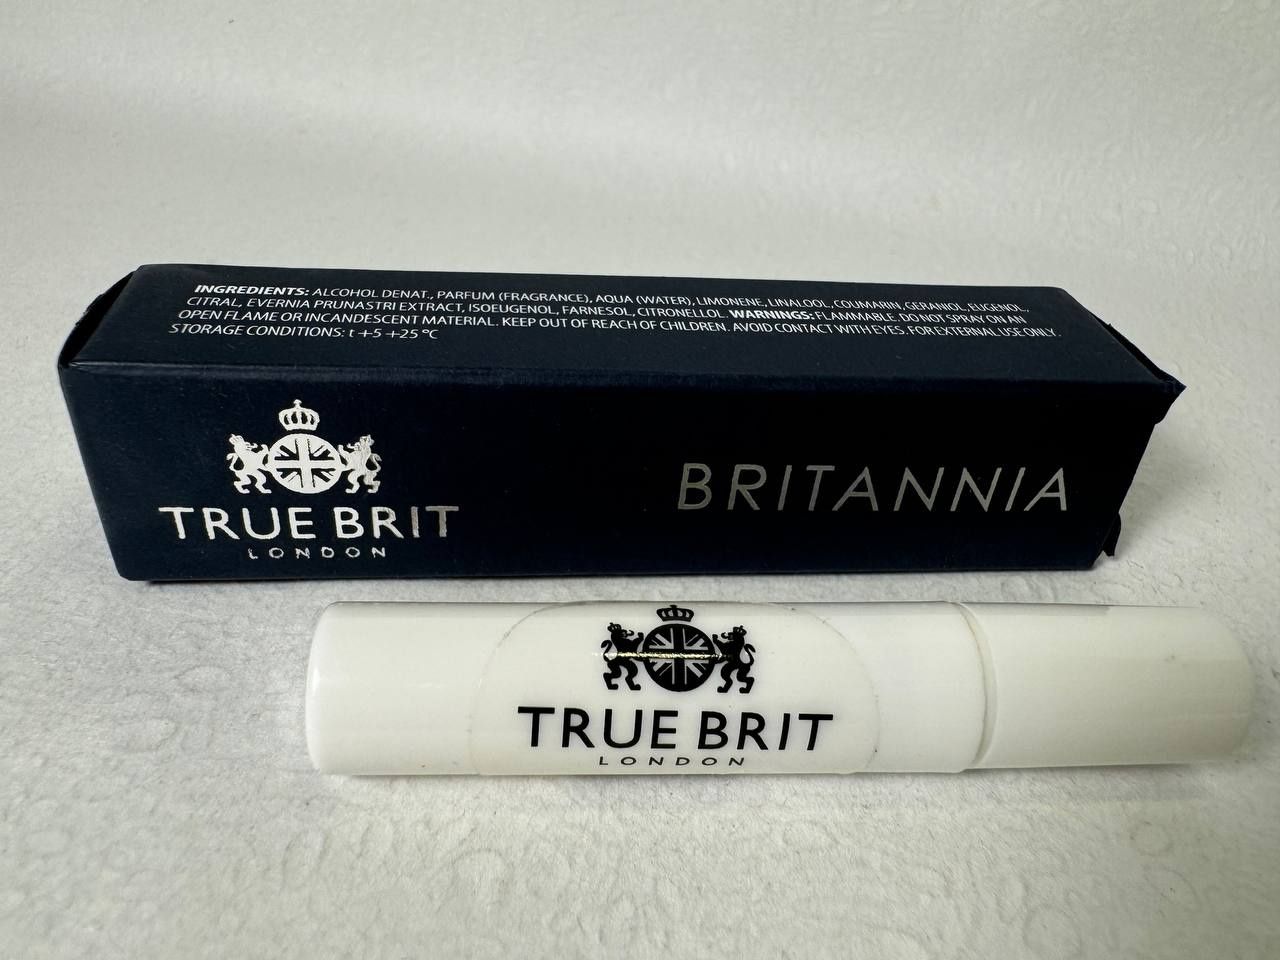 INGREDIENTS: ALCOHOL DENAT., PARFUM (FRAGRANCE), AQUA (WATER), LIMONENE, LINALOOL, COUMARIN, GERANIOL, EUGENOL,
CITRAL, EVERNIA PRUNASTRI EXTRACT, ISOEUGENOL, FARNESOL, CITRONELLOL. WARNINGS: FLAMMABLE. DO NOT SPRAY ON AN
OPEN FLAME OR INCANDESCENT MATERIAL. KEEP OUT OF REACH OF CHILDREN. AVOID CONTACT WITH EYES. FOR EXTERNAL USE ONLY.
STORAGE CONDITIONS: t +5 +25 °C
TRUE BRIT
LONDON
BRITANNIA
TRUE BRIT
LONDON